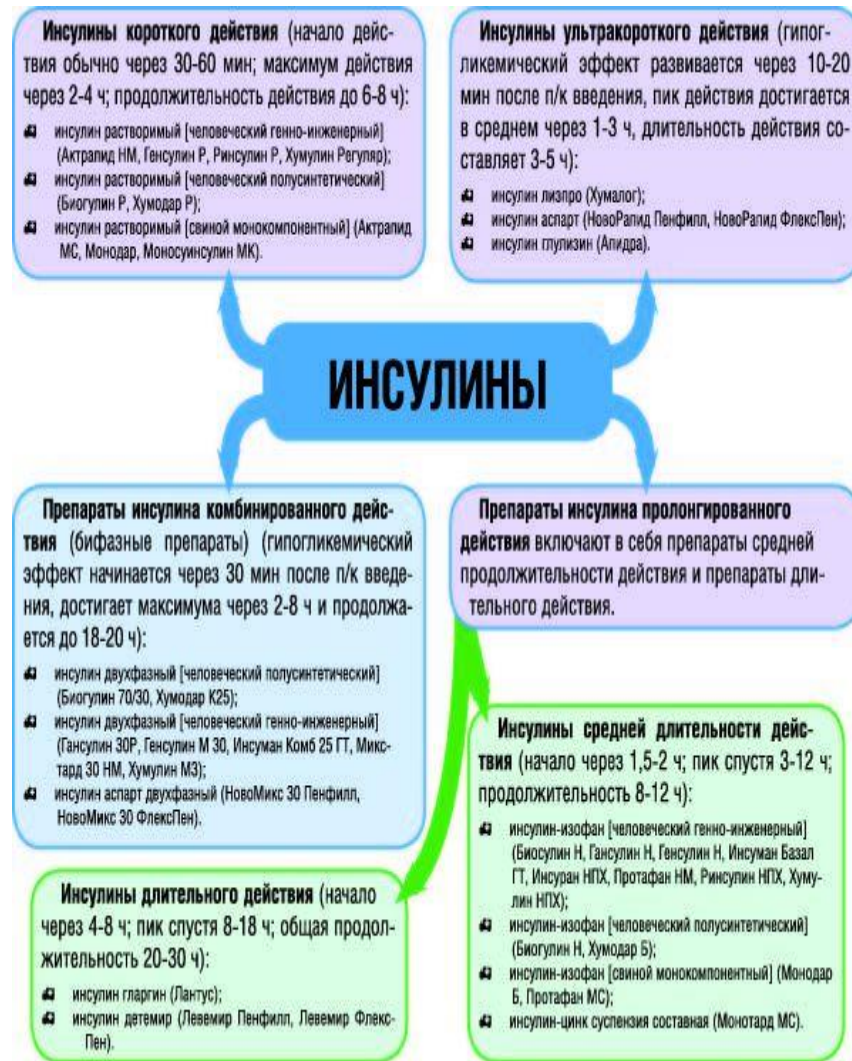 Инсулины короткого действия (начало дей-
ствия обычно через 30-60 мин; максимум действия
через 2-4 ч; продолжительность действия до 6-8 ч):
инсулин растворимый [человеческий генно-инженерный]
(Актрапид НМ, Генсулин Р, Ринсулин Р, Хумулин Регуляр);
инсулин растворимый [человеческий полусинтетический]
(Биогулин Р, Хумодар Р);
инсулин растворимый [свиной монокомпонентный] (Актрапид
МС, Монодар, Моносуинсулин МК).
Инсулины ультракороткого действия (гипог-
ликемический эффект развивается через 10-20
мин после п/к введения, пик действия достигается
в среднем через 1-3 ч, длительность действия со-
ставляет 3-5 ч):
инсулин лизпро (Хумалог);
инсулин аспарт (НовоРапид Пенфилл, НовоРапид ФлексПен);
инсулин глулизин (Апидра).
ИНСУЛИНЫ
Препараты инсулина комбинированного дейс-
твия (бифазные препараты) (гипогликемический
эффект начинается через 30 мин после п/к введе-
ния, достигает максимума через 2-8 ч и продолжа-
ется до 18-20 ч):
инсулин двухфазный [человеческий полусинтетический]
(Биогулин 70/30, Хумодар К25);
инсулин двухфазный [человеческий генно-инженерный]
(Гансулин 30Р, Генсулин М 30, Инсуман Комб 25 ГТ, Микс-
тард 30 НМ, Хумулин М3);
инсулин аспарт двухфазный (НовоМикс 30 Пенфилл,
НовоМикс 30 ФлексПен).
Препараты инсулина пролонгированного
действия включают в себя препараты средней
продолжительности действия и препараты дли-
тельного действия.
Инсулины средней длительности дейс-
твия (начало через 1,5-2 ч; пик спустя 3-12 ч;
продолжительность 8-12 ч):
инсулин-изофан [человеческий генно-инженерный]
(Биосулин Н, Гансулин Н, Генсулин Н, Инсуман Базал
ГТ, Инсуран НПХ, Протафан НМ, Ринсулин НПХ, Хуму-
лин НПХ);
инсулин-изофан [человеческий полусинтетический]
(Биогулин Н, Хумодар Б);
инсулин-изофан [свиной монокомпонентный] (Монодар
Б, Протафан МС);
инсулин-цинк суспензия составная (Монотард МС).
Инсулины длительного действия (начало
через 4-8 ч; пик спустя 8-18 ч; общая продол-
жительность 20-30 ч):
инсулин гларгин (Лантус);
инсулин детемир (Левемир Пенфилл, Левемир Флекс-
Пен).